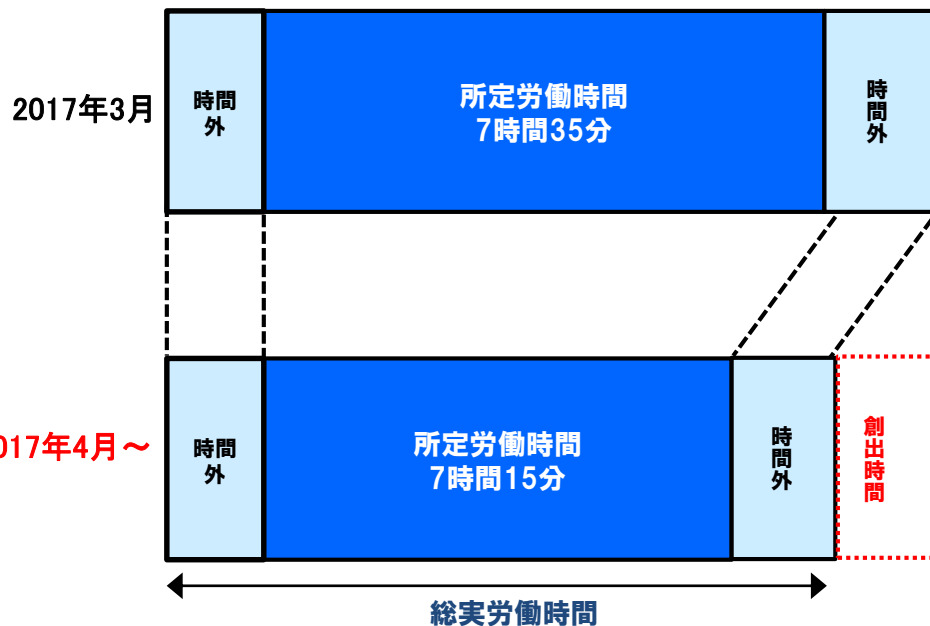 2017年3月
時間
外
所定労働時間
7時間35分
時間外
017年4月～
時間
外
所定労働時間
7時間15分
時間外
創出時間
総実労働時間